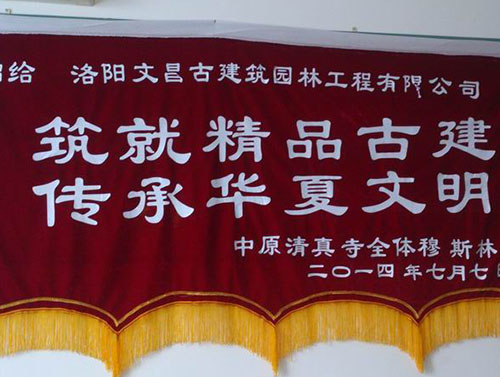 给 洛阳文昌古建筑园林工程有限公司
筑就精品古建
传承华夏文明
中原清真寺全体穆斯林
二〇一四年七月七